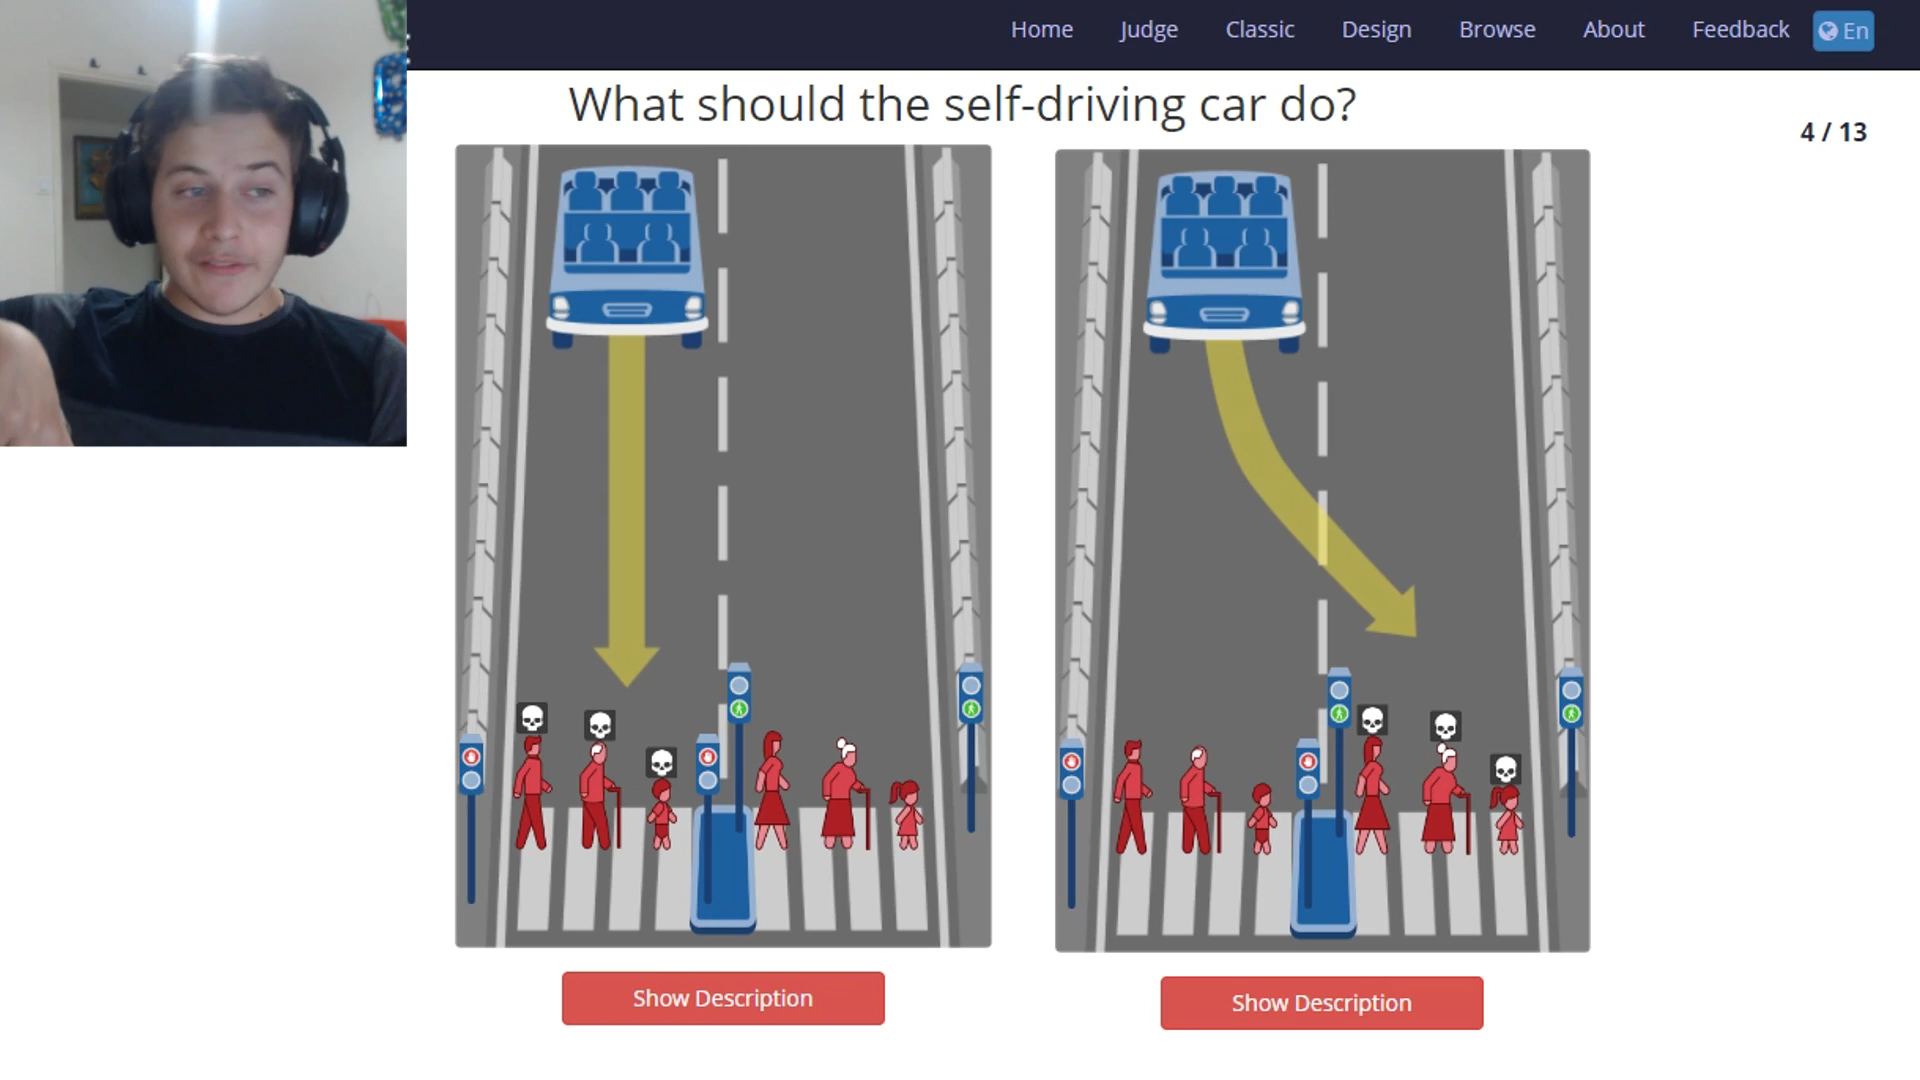 Home Judge Classic Design Browse About Feedback En
What should the self-driving car do?
4 / 13
Show Description Show Description